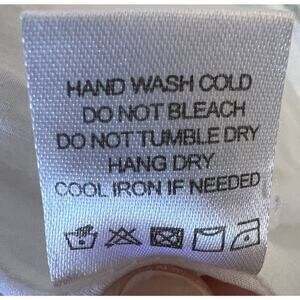 HAND WASH COLD
DO NOT BLEACH
DO NOT TUMBLE DRY
HANG DRY
COOL IRON IF NEEDED